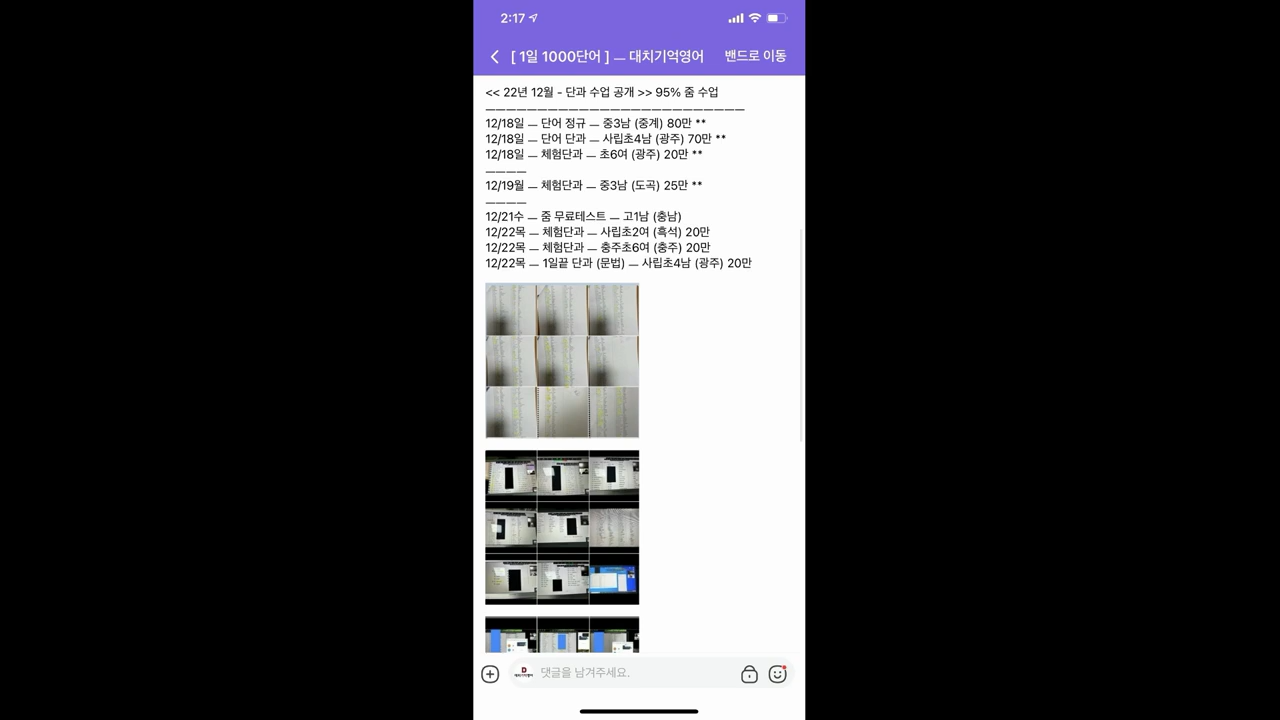 2:17
[ 1일 1000단어 ] — 대치기억영어
밴드로 이동
<< 22년 12월 - 단과 수업 공개 >> 95% 줌 수업
—————————————————————————
12/18일 — 단어 정규 — 중3남 (중계) 80만 **
12/18일 — 단어 단과 — 사립초4남 (광주) 70만 **
12/18일 — 체험단과 — 초6여 (광주) 20만 **
————
12/19월 — 체험단과 — 중3남 (도곡) 25만 **
————
12/21수 — 줌 무료테스트 — 고1남 (충남)
12/22목 — 체험단과 — 사립초2여 (흑석) 20만
12/22목 — 체험단과 — 충주초6여 (충주) 20만
12/22목 — 1일끝 단과 (문법) — 사립초4남 (광주) 20만
D
대치기억영어
댓글을 남겨주세요.